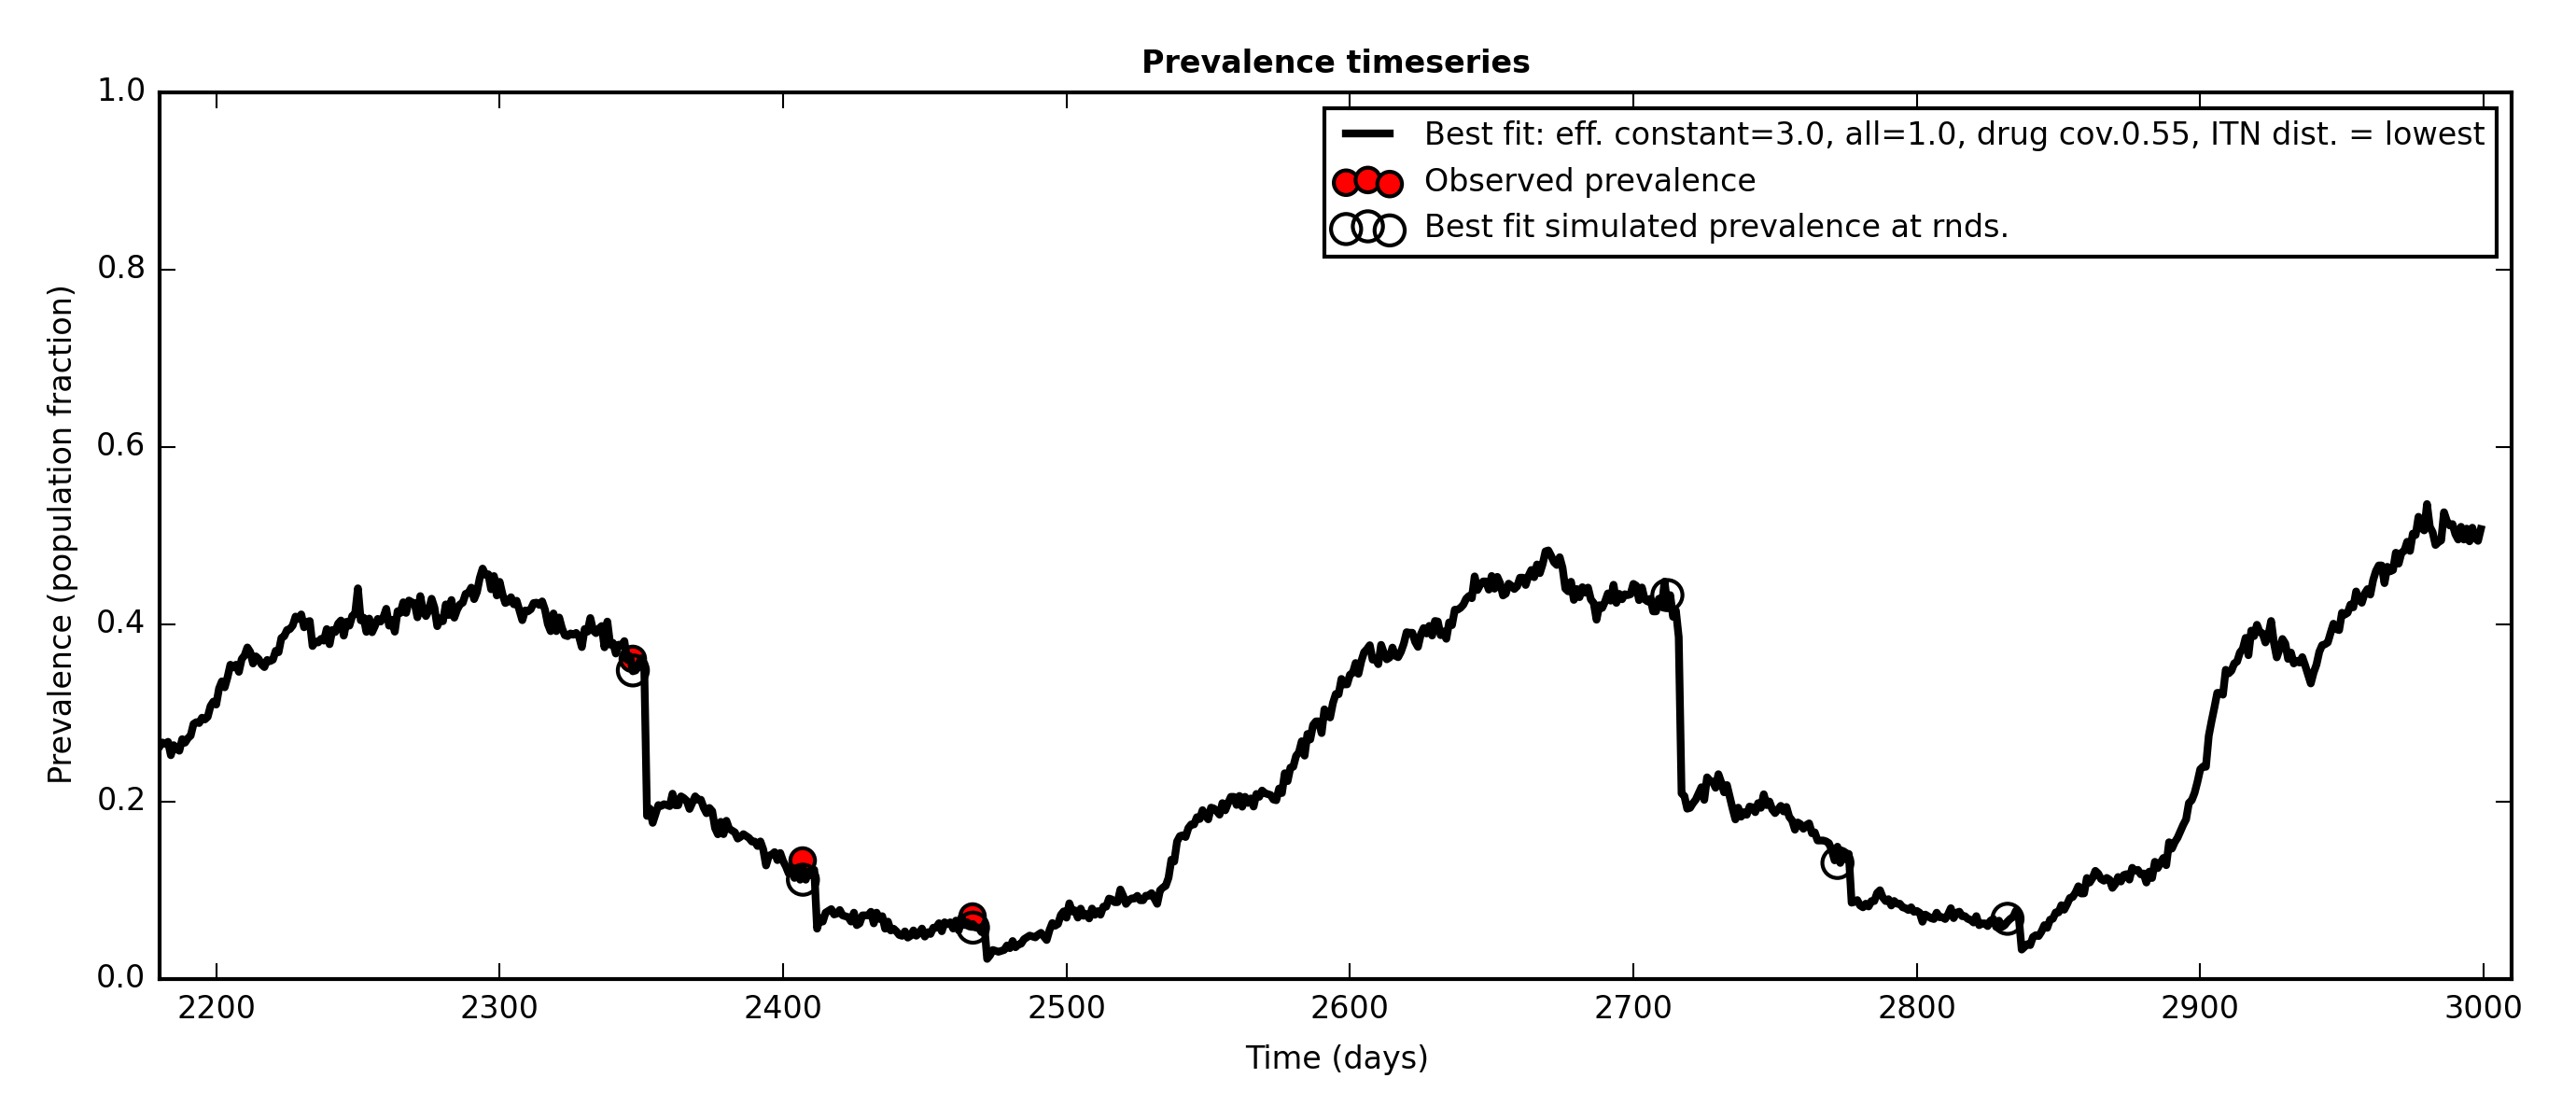 Prevalence timeseries
1.0
0.8
0.6
0.4
0.2
0.0
Prevalence (population fraction)
Best fit: eff. constant=3.0, all=1.0, drug cov.0.55, ITN dist. = lowest
Observed prevalence
Best fit simulated prevalence at rnds.
2200 2300 2400 2500 2600 2700 2800 2900 3000
Time (days)